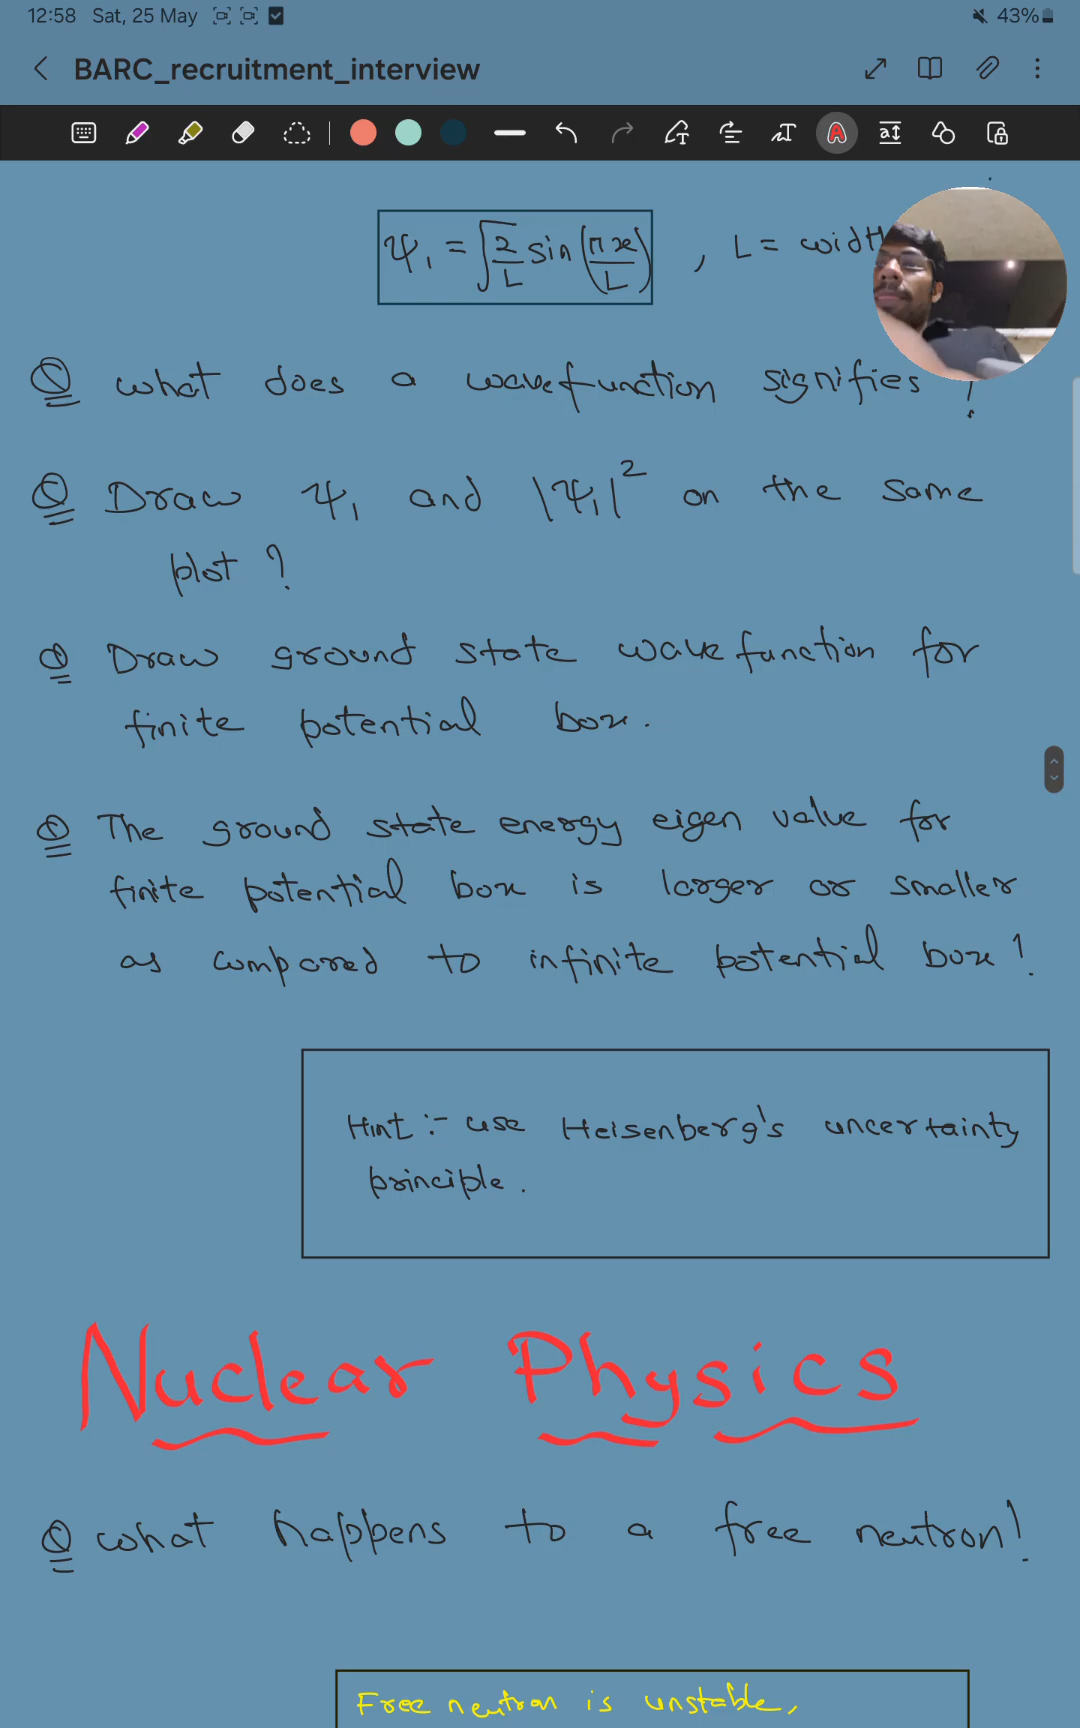 12:58 Sat, 25 May 43%
BARC_recruitment_interview
ψ₁ = √(2/L) sin(πx/L) , L = width
Q what does a wavefunction signifies ?
Q Draw ψ₁ and |ψ₁|² on the same
plot ?
Q Draw ground state wavefunction for
finite potential box.
Q The ground state energy eigen value for
finite potential box is larger or smaller
as compared to infinite potential box ?
Hint :- use Heisenberg's uncertainty
principle.
Nuclear Physics
Q what happens to a free neutron?
Free neutron is unstable,